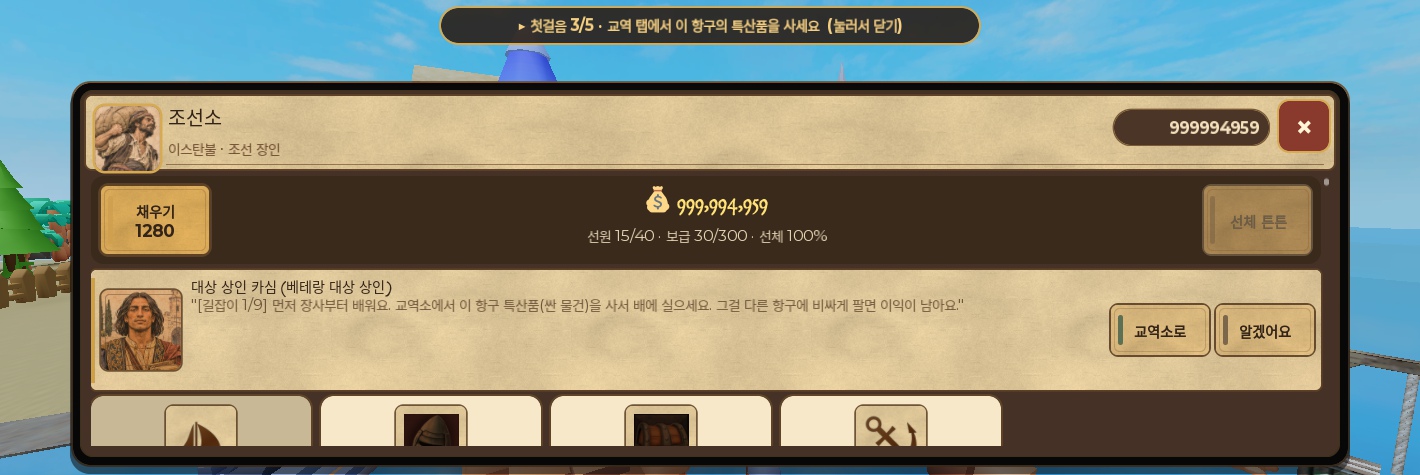 ▸ 첫걸음 3/5 · 교역 탭에서 이 항구의 특산품을 사세요 (눌러서 닫기)
조선소
이스탄불 · 조선 장인
999994959
×
채우기
1280
$ 999,994,959
선원 15/40 · 보급 30/300 · 선체 100%
선체 튼튼
대상 상인 카심 (베테랑 대상 상인)
"[길잡이 1/9] 먼저 장사부터 배워요. 교역소에서 이 항구 특산품(싼 물건)을 사서 배에 실으세요. 그걸 다른 항구에 비싸게 팔면 이익이 남아요."
교역소로
알겠어요